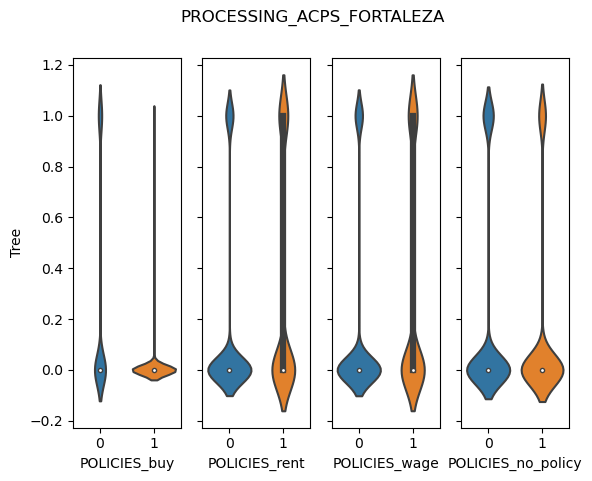 PROCESSING_ACPS_FORTALEZA
Tree
1.2
1.0
0.8
0.6
0.4
0.2
0.0
−0.2
0 1 0 1 0 1 0 1
POLICIES_buy POLICIES_rent POLICIES_wage POLICIES_no_policy